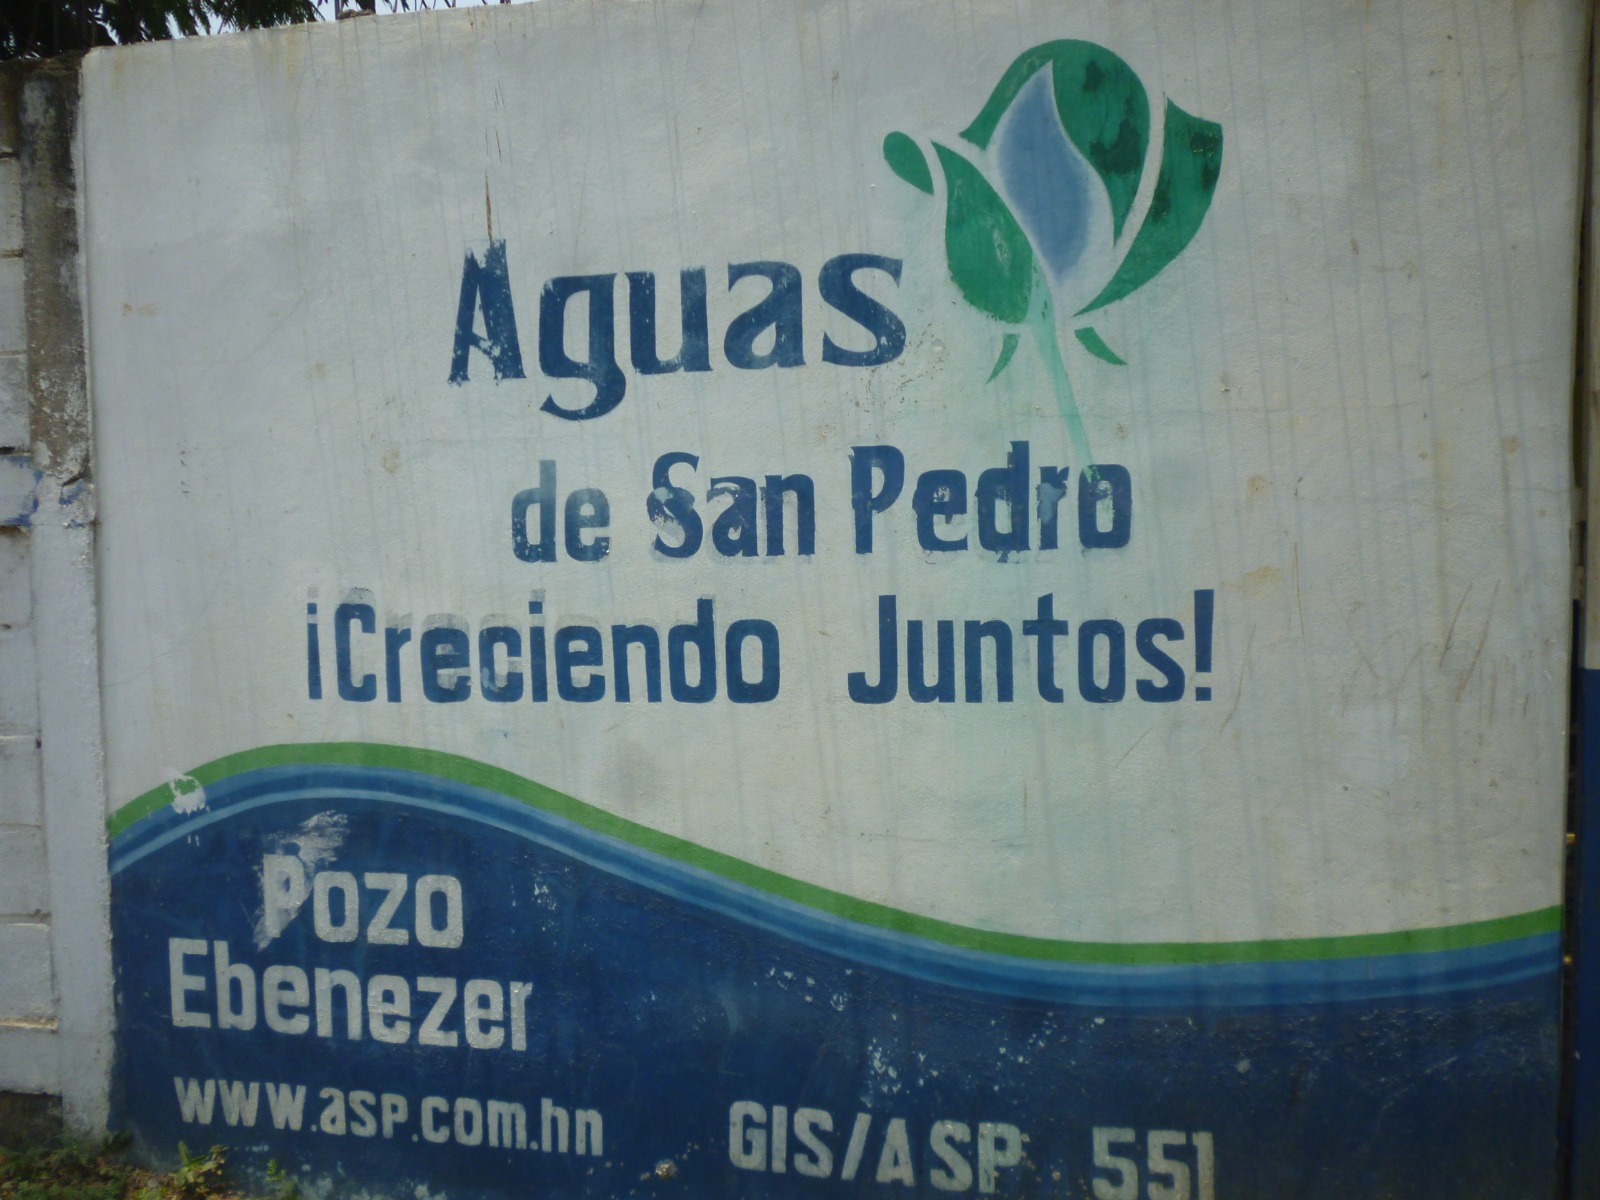 Aguas
de San Pedro
¡Creciendo Juntos!
Pozo
Ebenezer
www.asp.com.hn
GIS/ASP 551